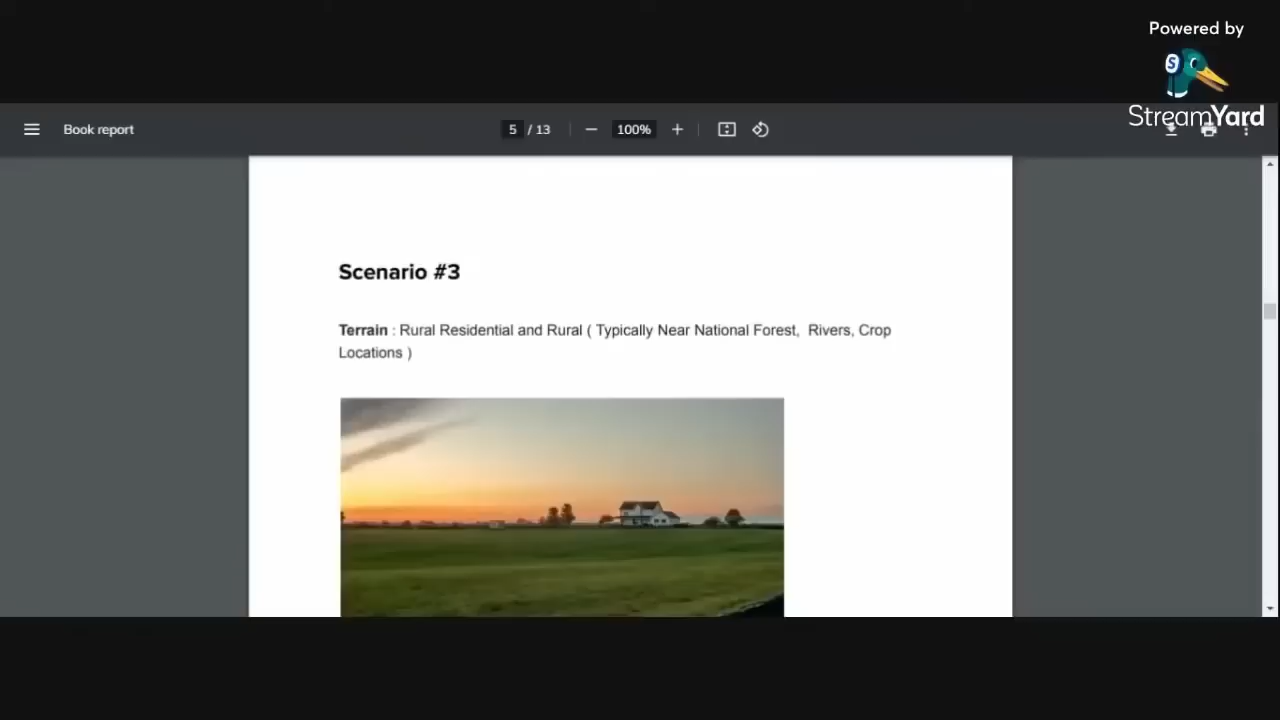 Powered by
S
StreamYard
Book report
5 / 13
100%
Scenario #3
Terrain : Rural Residential and Rural ( Typically Near National Forest, Rivers, Crop
Locations )